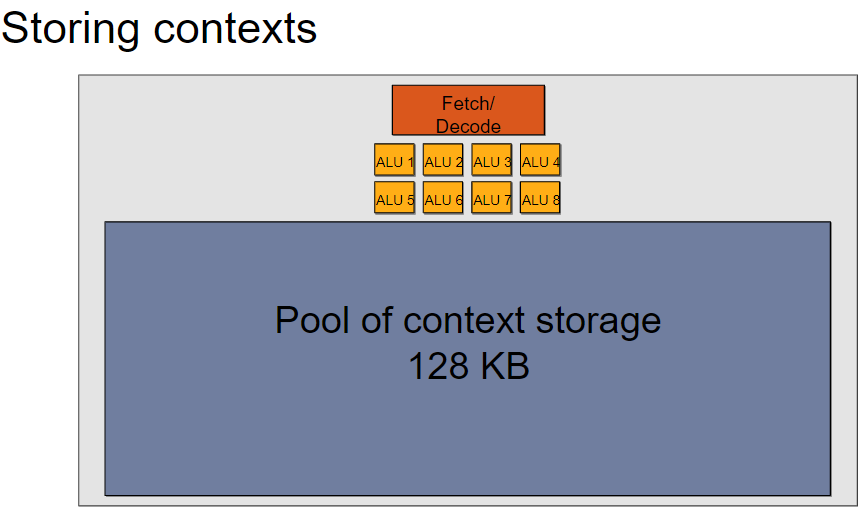 Storing contexts
Fetch/
Decode
ALU 1 ALU 2 ALU 3 ALU 4
ALU 5 ALU 6 ALU 7 ALU 8
Pool of context storage
128 KB